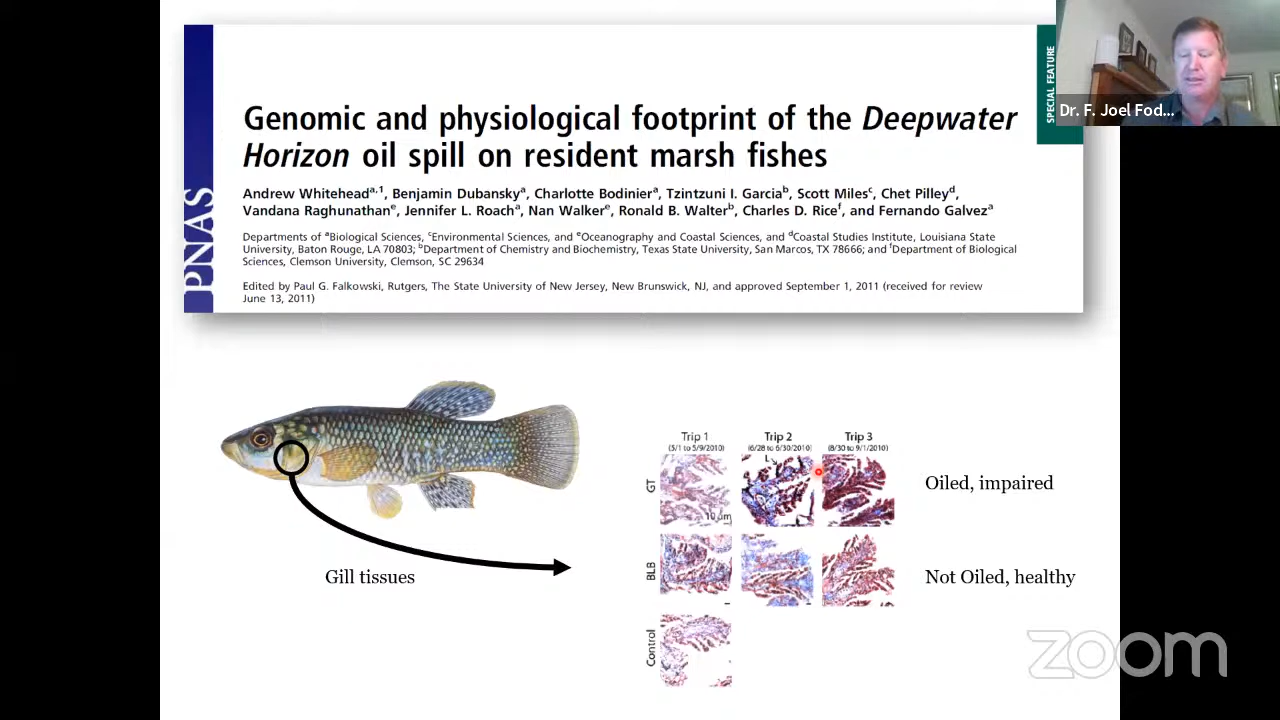 SPECIAL FEATURE
Dr. F. Joel Fod...
PNAS
Genomic and physiological footprint of the Deepwater
Horizon oil spill on resident marsh fishes
Andrew Whitehead^a,1, Benjamin Dubansky^a, Charlotte Bodinier^a, Tzintzuni I. Garcia^b, Scott Miles^c, Chet Pilley^d,
Vandana Raghunathan^e, Jennifer L. Roach^a, Nan Walker^e, Ronald B. Walter^b, Charles D. Rice^f, and Fernando Galvez^a
Departments of ^aBiological Sciences, ^cEnvironmental Sciences, and ^eOceanography and Coastal Sciences, and ^dCoastal Studies Institute, Louisiana State
University, Baton Rouge, LA 70803; ^bDepartment of Chemistry and Biochemistry, Texas State University, San Marcos, TX 78666; and ^fDepartment of Biological
Sciences, Clemson University, Clemson, SC 29634
Edited by Paul G. Falkowski, Rutgers, The State University of New Jersey, New Brunswick, NJ, and approved September 1, 2011 (received for review
June 13, 2011)
Trip 1 Trip 2 Trip 3
(5/1 to 5/9/2010) (6/28 to 6/30/2010) (8/30 to 9/1/2010)
GT
L
10 µm
Oiled, impaired
BLB
Gill tissues
Not Oiled, healthy
Control
zoom